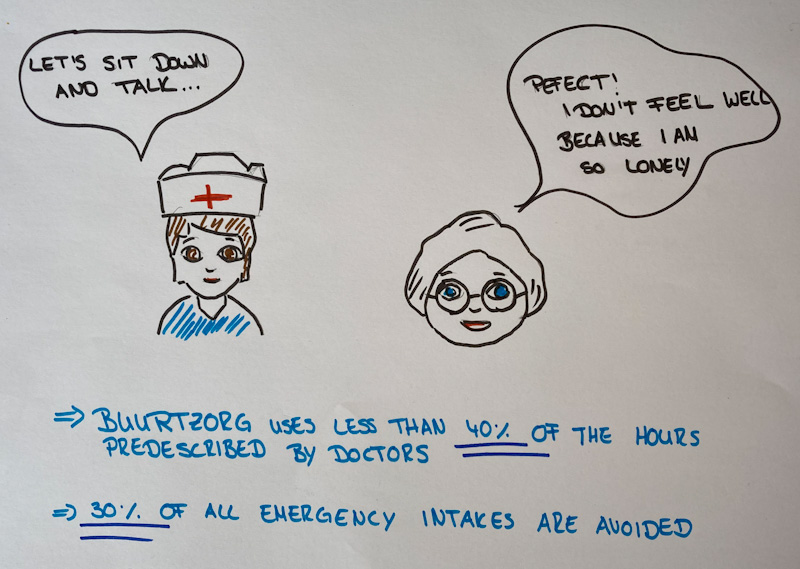 LET'S SIT DOWN
AND TALK...
PEFECT!
I DON'T FEEL WELL
BECAUSE I AM
SO LONELY
⇒ BUURTZORG USES LESS THAN 40% OF THE HOURS
PREDESCRIBED BY DOCTORS
⇒ 30% OF ALL EMERGENCY INTAKES ARE AVOIDED